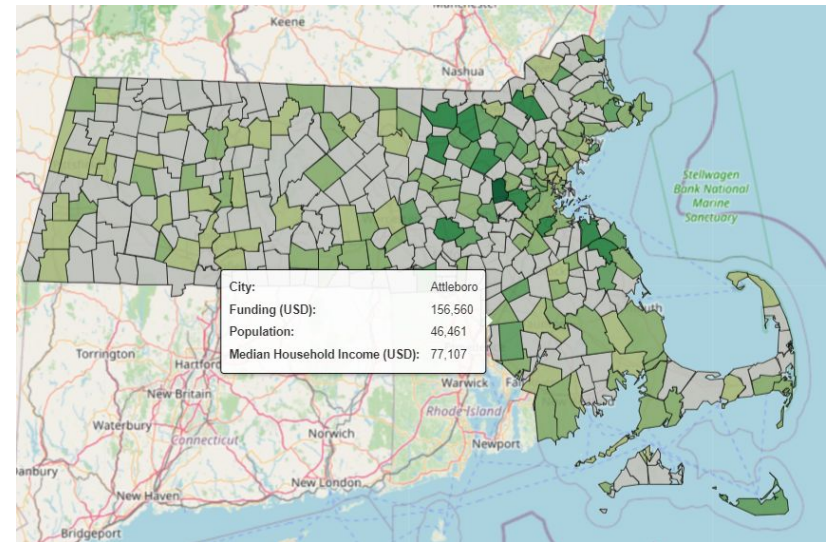 Keene
Nashua
Stellwagen
Bank National
Marine
Sanctuary
City: Attleboro
Funding (USD): 156,560
Population: 46,461
Median Household Income (USD): 77,107
Torrington
Hartford
New Britain
Warwick
Waterbury
Connecticut
Rhode Island
Norwich
Newport
New London
New Haven
Bridgeport